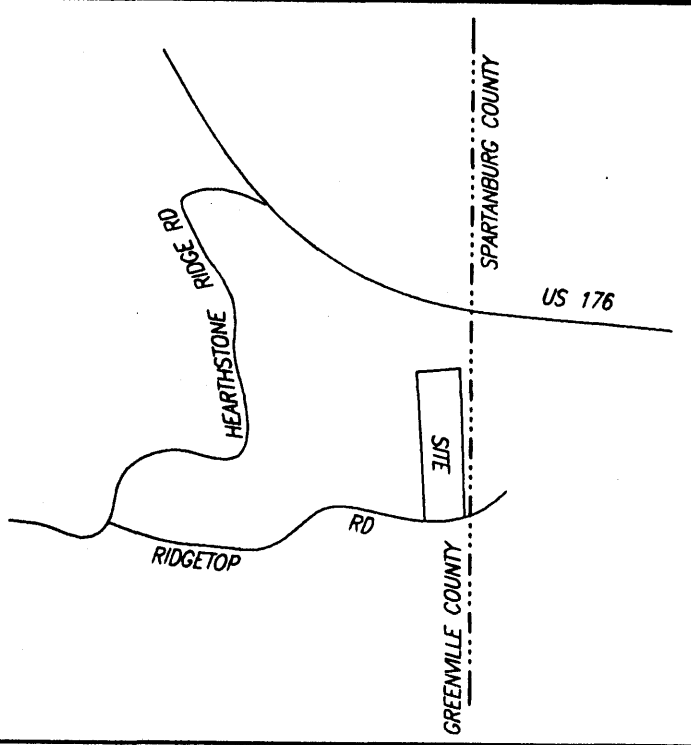 SPARTANBURG COUNTY
HEARTHSTONE RIDGE RD
US 176
SITE
RIDGETOP RD
GREENVILLE COUNTY